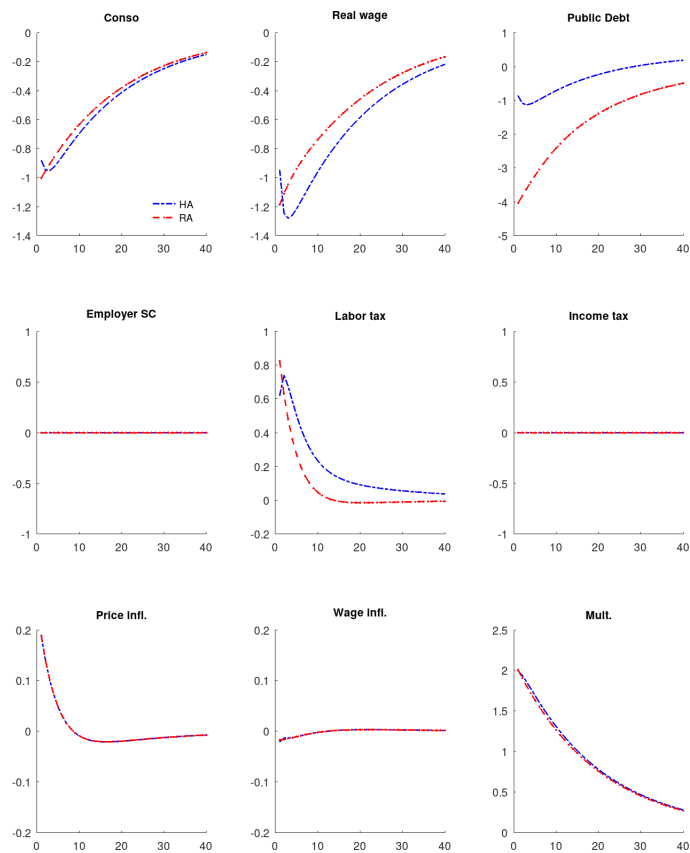 Conso
0
-0.2
-0.4
-0.6
-0.8
-1
-1.2
-1.4
0 10 20 30 40
HA
RA
Real wage
0
-0.2
-0.4
-0.6
-0.8
-1
-1.2
-1.4
0 10 20 30 40
Public Debt
1
0
-1
-2
-3
-4
-5
0 10 20 30 40
Employer SC
1
0.5
0
-0.5
-1
0 10 20 30 40
Labor tax
1
0.8
0.6
0.4
0.2
0
-0.2
0 10 20 30 40
Income tax
1
0.5
0
-0.5
-1
0 10 20 30 40
Price infl.
0.2
0.1
0
-0.1
-0.2
0 10 20 30 40
Wage infl.
0.2
0.1
0
-0.1
-0.2
0 10 20 30 40
Mult.
2.5
2
1.5
1
0.5
0
0 10 20 30 40